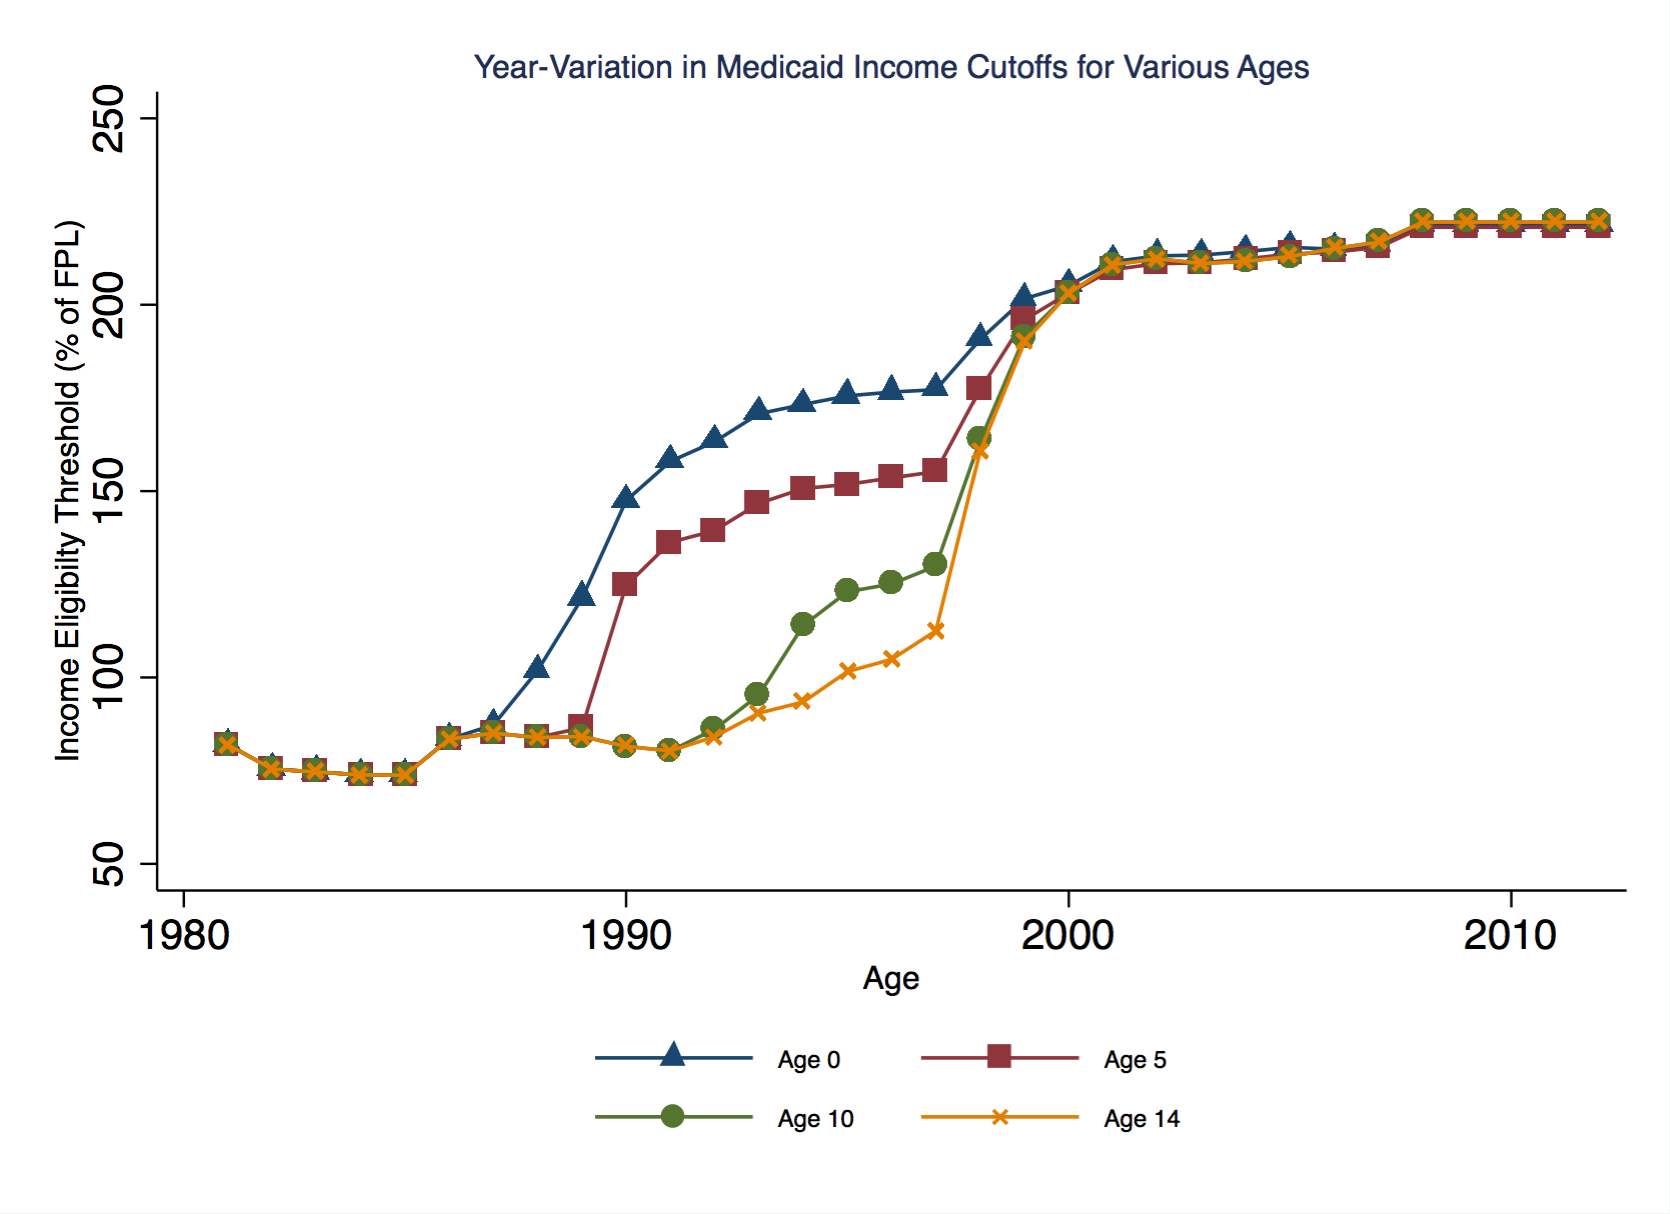 Year-Variation in Medicaid Income Cutoffs for Various Ages
Income Eligibilty Threshold (% of FPL)
250
200
150
100
50
1980 1990 2000 2010
Age
Age 0 Age 5
Age 10 Age 14